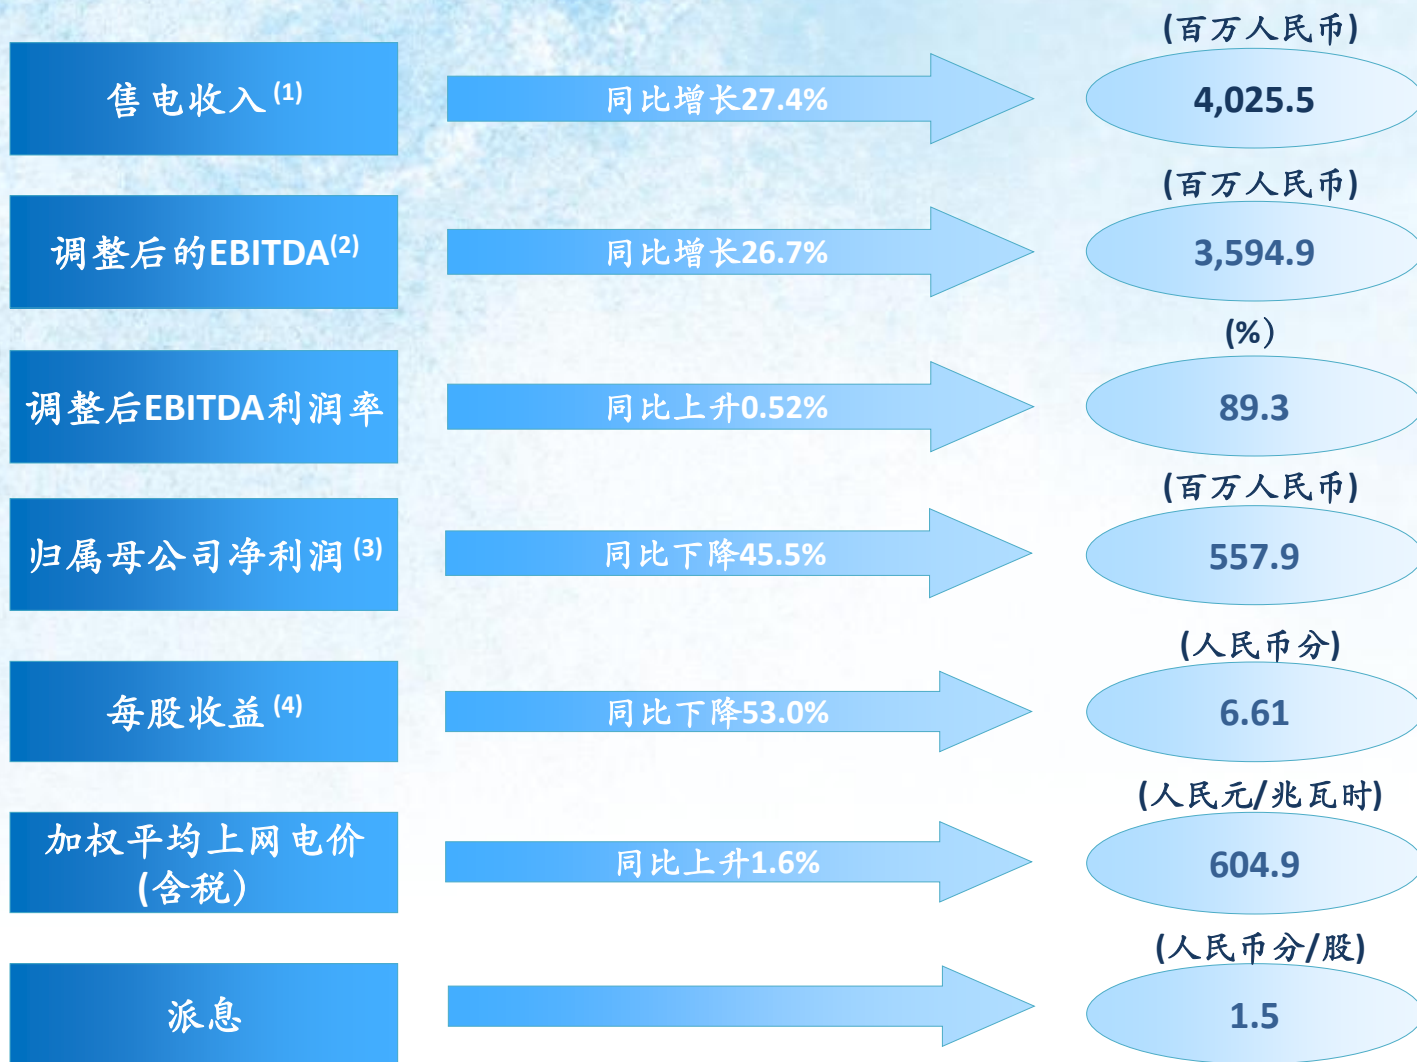 (百万人民币)
售电收入(1) 同比增长27.4% 4,025.5
(百万人民币)
调整后的EBITDA(2) 同比增长26.7% 3,594.9
(%）
调整后EBITDA利润率 同比上升0.52% 89.3
(百万人民币)
归属母公司净利润(3) 同比下降45.5% 557.9
(人民币分)
每股收益(4) 同比下降53.0% 6.61
(人民元/兆瓦时)
加权平均上网电价
(含税） 同比上升1.6% 604.9
(人民币分/股)
派息 1.5